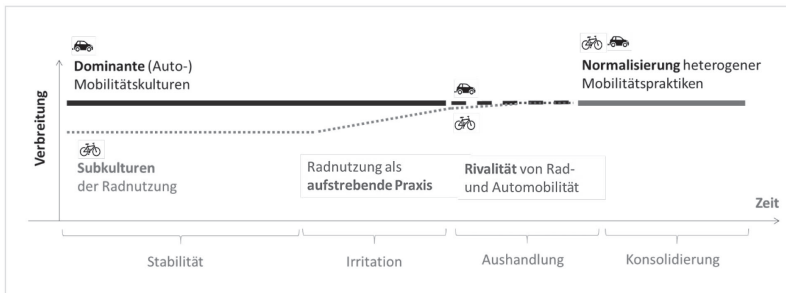 Dominante (Auto-)
Mobilitätskulturen
Normalisierung heterogener
Mobilitätspraktiken
Verbreitung
Subkulturen
der Radnutzung
Radnutzung als
aufstrebende Praxis
Rivalität von Rad-
und Automobilität
Zeit
Stabilität
Irritation
Aushandlung
Konsolidierung